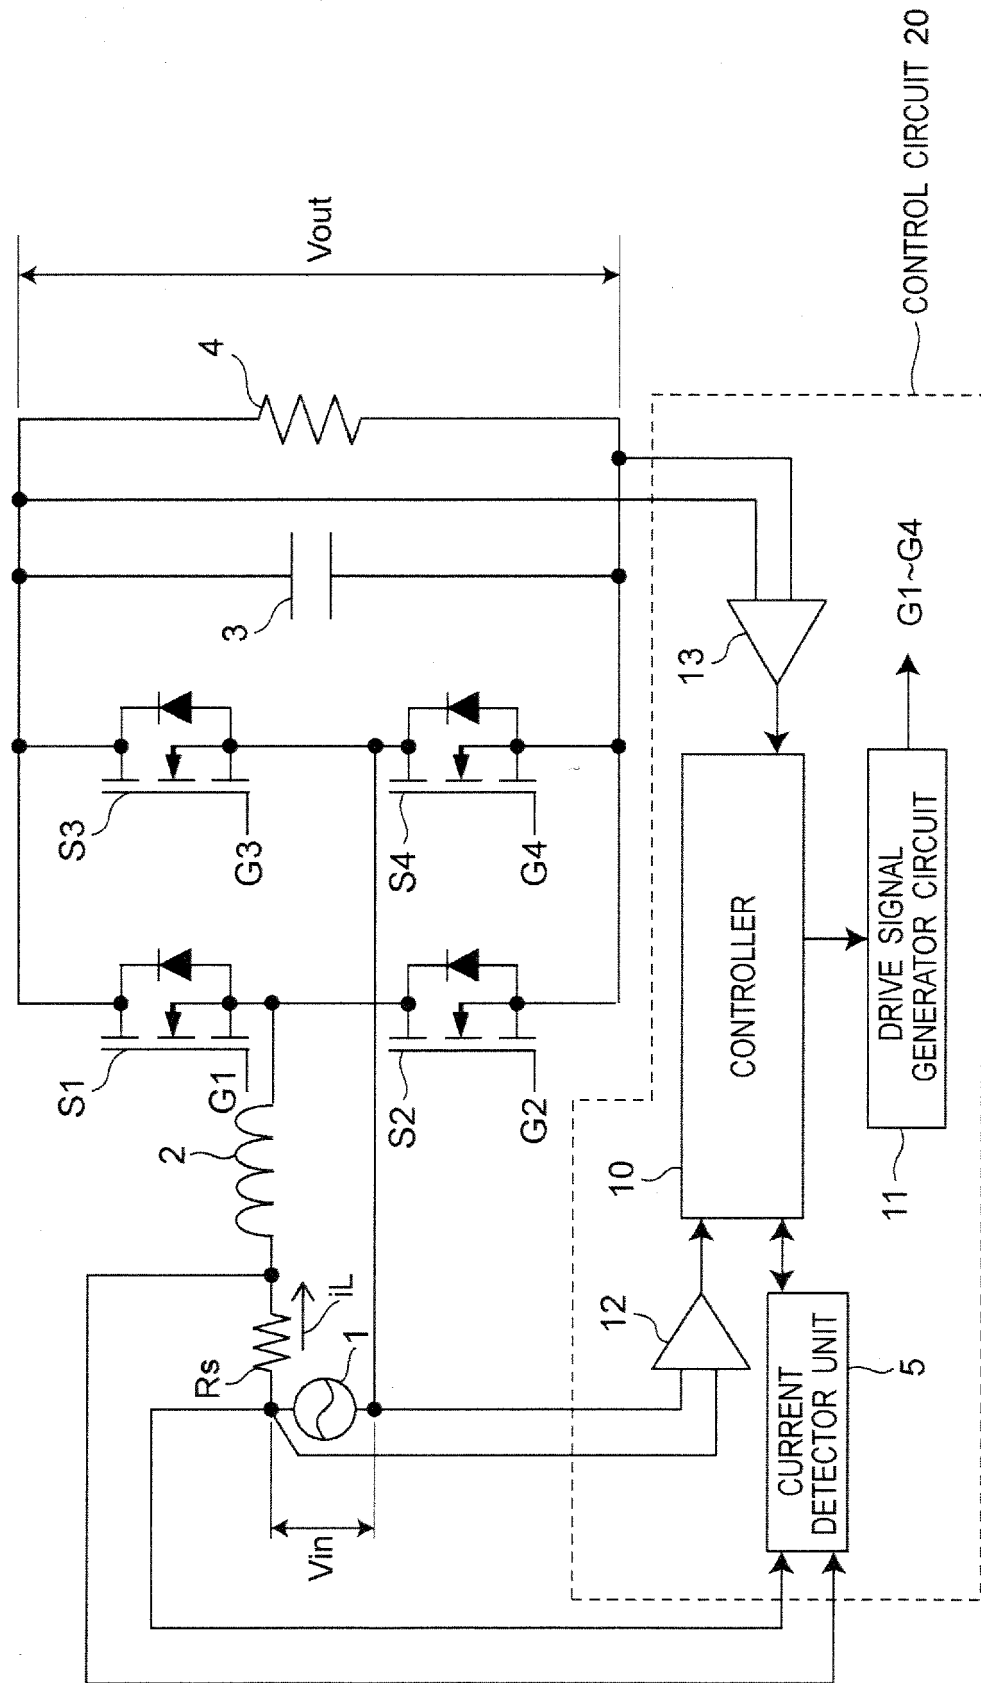 Vout
4
3
S3
G3
S4
G4
S1
G1
S2
G2
2
Rs
iL
1
Vin
12
13
10
CONTROLLER
CURRENT
DETECTOR UNIT
5
DRIVE SIGNAL
GENERATOR CIRCUIT
11
G1~G4
CONTROL CIRCUIT 20